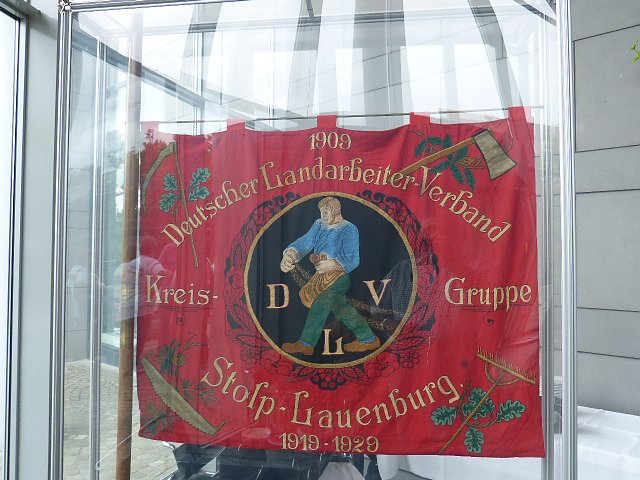 1909
Deutscher Landarbeiter-Verband
Kreis- Gruppe
D V
L
Stolp-Lauenburg.
1919-1929